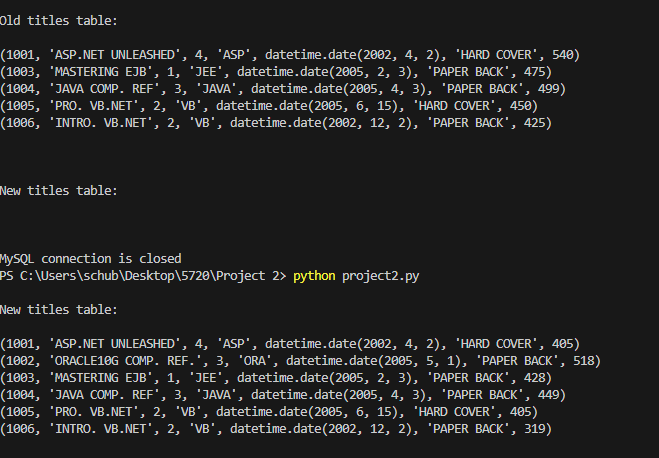 Old titles table:
(1001, 'ASP.NET UNLEASHED', 4, 'ASP', datetime.date(2002, 4, 2), 'HARD COVER', 540)
(1003, 'MASTERING EJB', 1, 'JEE', datetime.date(2005, 2, 3), 'PAPER BACK', 475)
(1004, 'JAVA COMP. REF', 3, 'JAVA', datetime.date(2005, 4, 3), 'PAPER BACK', 499)
(1005, 'PRO. VB.NET', 2, 'VB', datetime.date(2005, 6, 15), 'HARD COVER', 450)
(1006, 'INTRO. VB.NET', 2, 'VB', datetime.date(2002, 12, 2), 'PAPER BACK', 425)
New titles table:
MySQL connection is closed
PS C:\Users\schub\Desktop\5720\Project 2> python project2.py
New titles table:
(1001, 'ASP.NET UNLEASHED', 4, 'ASP', datetime.date(2002, 4, 2), 'HARD COVER', 405)
(1002, 'ORACLE10G COMP. REF.', 3, 'ORA', datetime.date(2005, 5, 1), 'PAPER BACK', 518)
(1003, 'MASTERING EJB', 1, 'JEE', datetime.date(2005, 2, 3), 'PAPER BACK', 428)
(1004, 'JAVA COMP. REF', 3, 'JAVA', datetime.date(2005, 4, 3), 'PAPER BACK', 449)
(1005, 'PRO. VB.NET', 2, 'VB', datetime.date(2005, 6, 15), 'HARD COVER', 405)
(1006, 'INTRO. VB.NET', 2, 'VB', datetime.date(2002, 12, 2), 'PAPER BACK', 319)